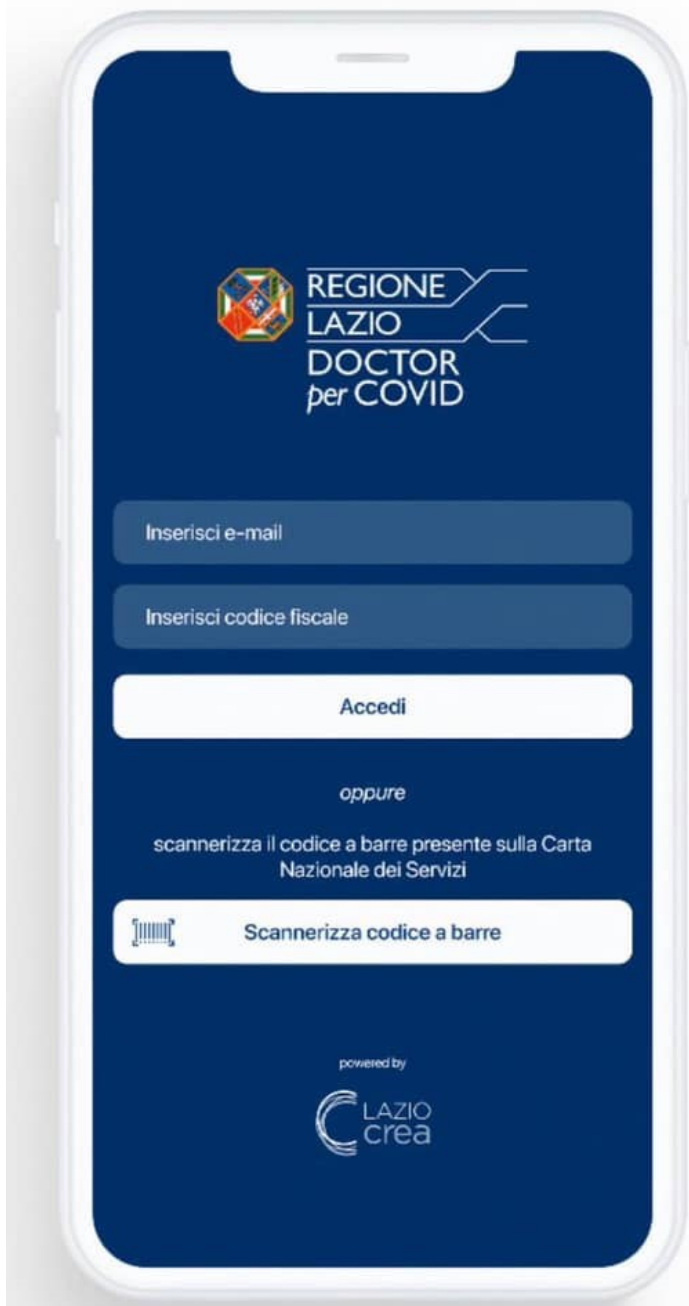 REGIONE
LAZIO
DOCTOR
per COVID
Inserisci e-mail
Inserisci codice fiscale
Accedi
oppure
scannerizza il codice a barre presente sulla Carta
Nazionale dei Servizi
Scannerizza codice a barre
powered by
LAZIO
crea